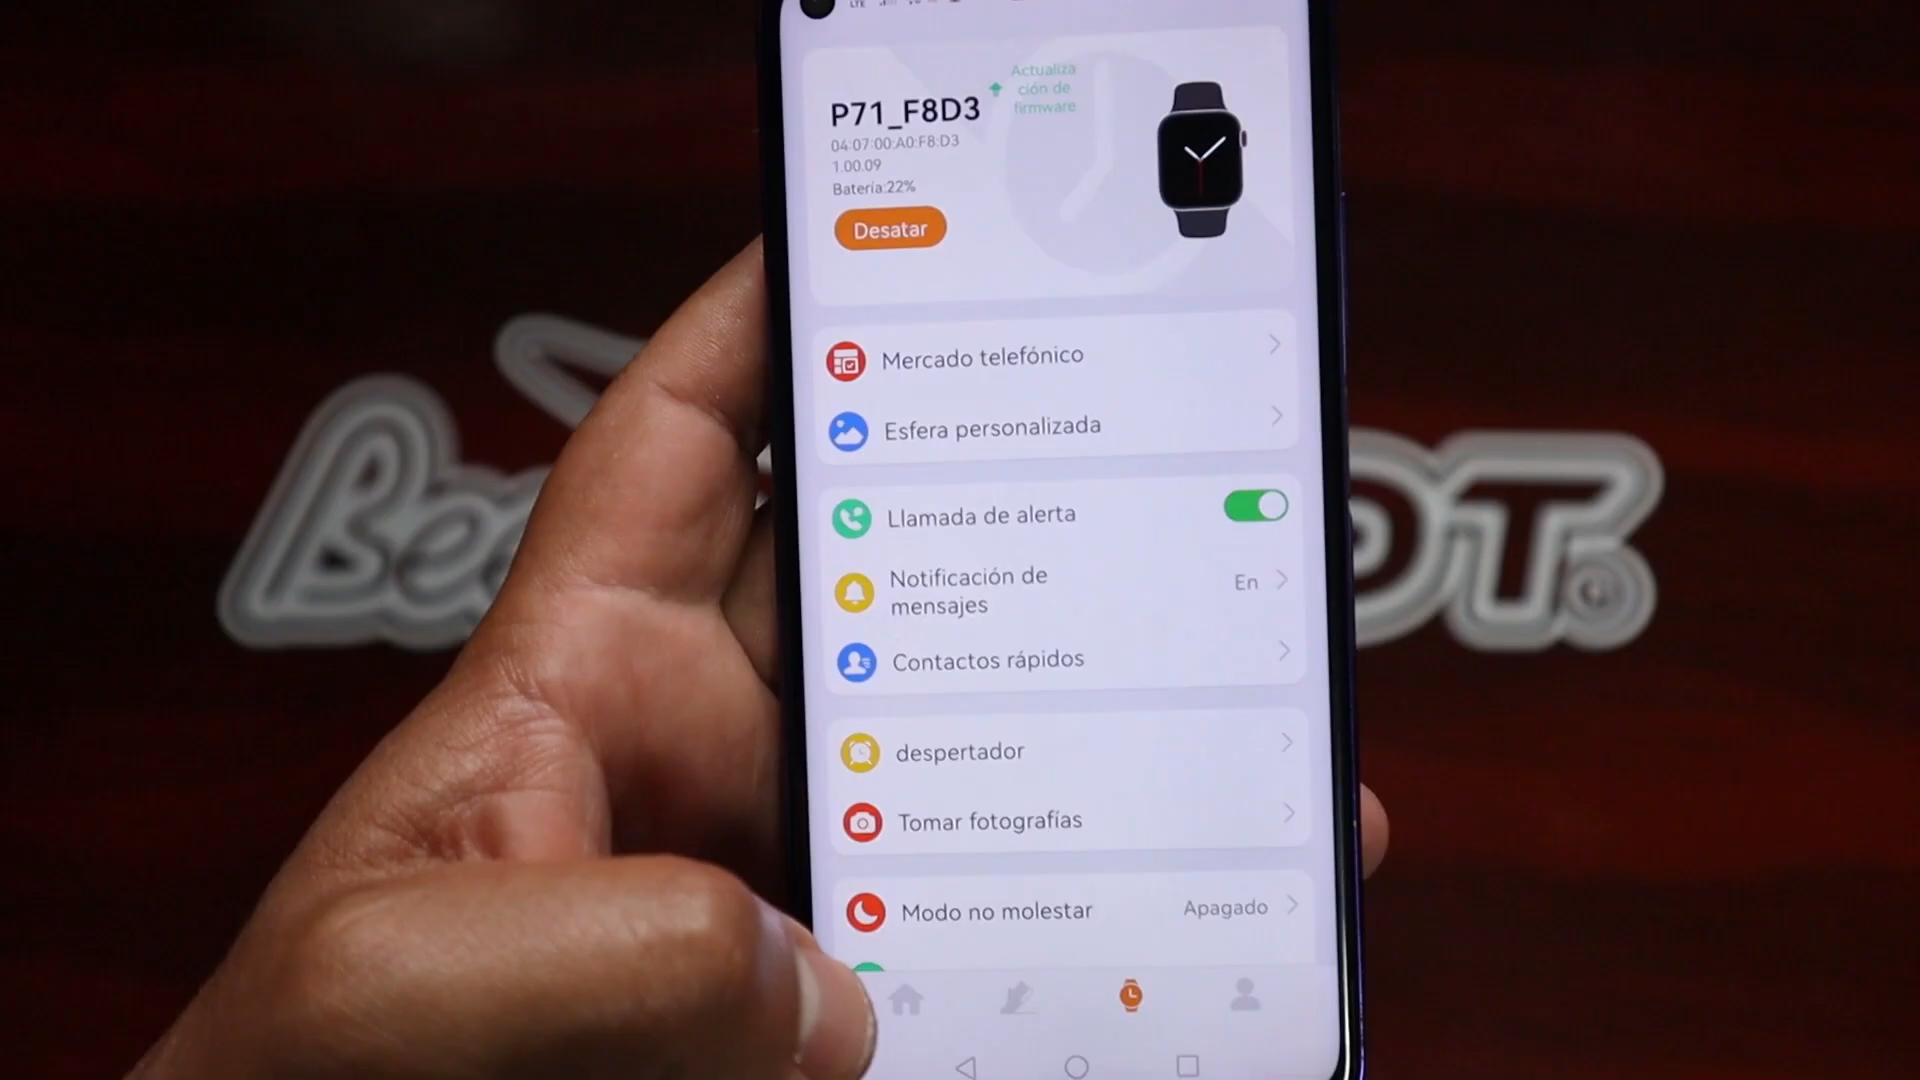 LTE
P71_F8D3
Actualiza
ción de
firmware
04:07:00:A0:F8:D3
1.00.09
Batería:22%
Desatar
Mercado telefónico
Esfera personalizada
Llamada de alerta
Notificación de
mensajes
En
Contactos rápidos
despertador
Tomar fotografías
Modo no molestar
Apagado